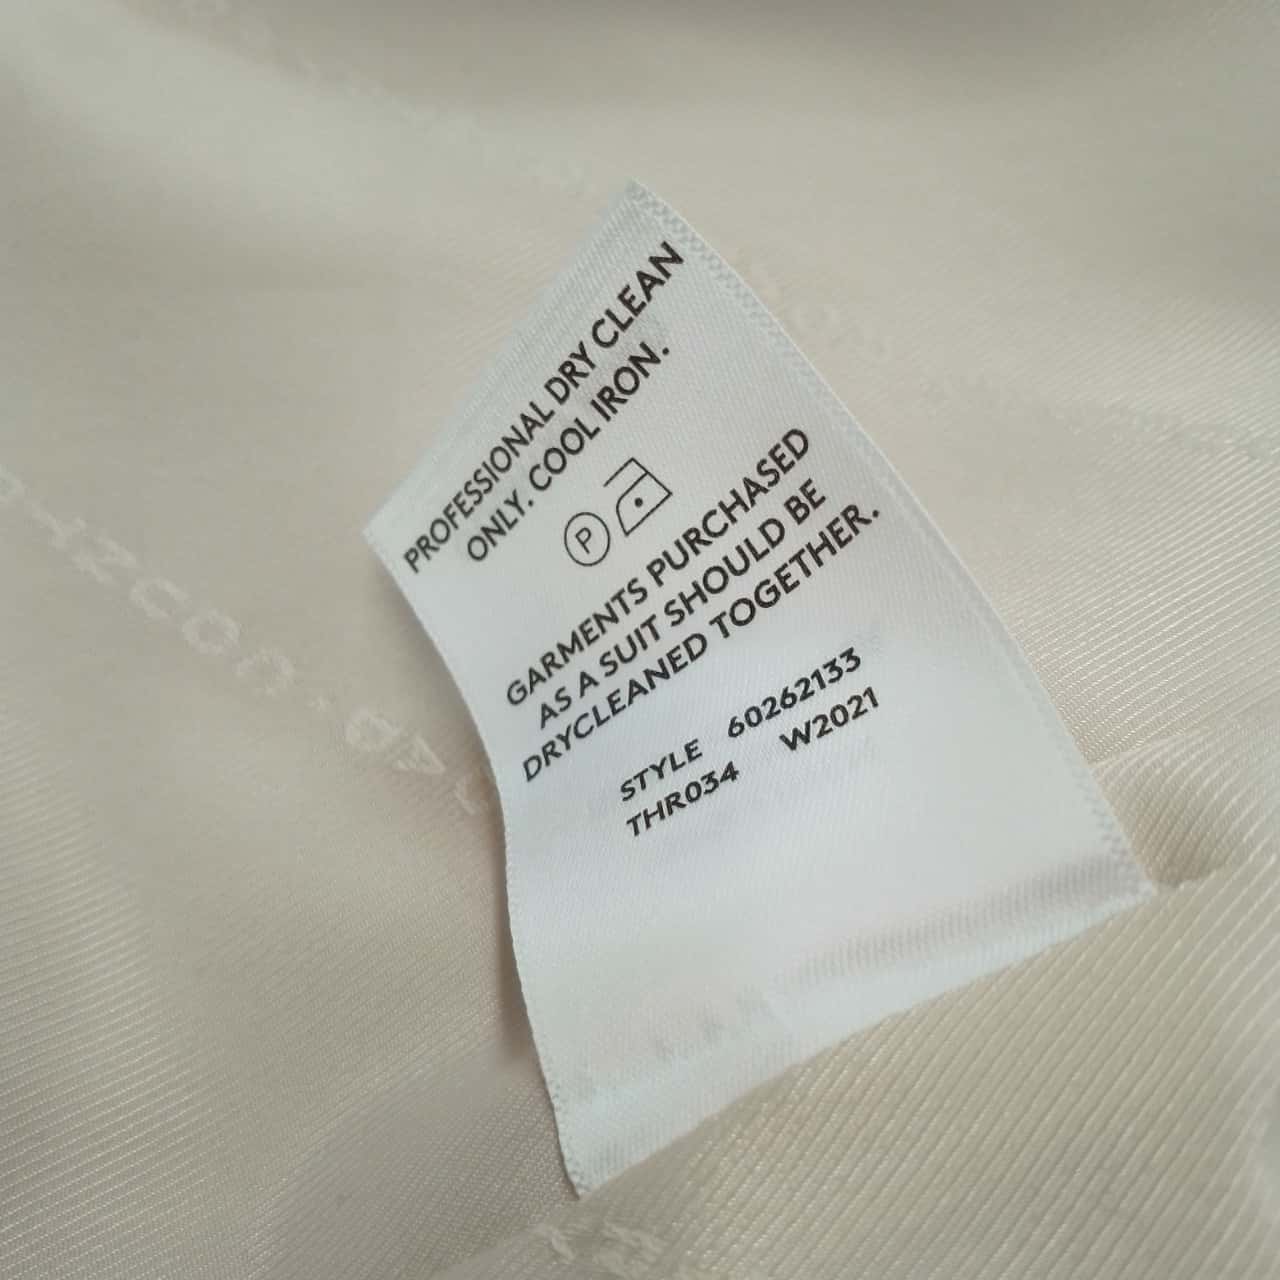 PROFESSIONAL DRY CLEAN
ONLY. COOL IRON.
P
GARMENTS PURCHASED
AS A SUIT SHOULD BE
DRYCLEANED TOGETHER.
STYLE 60262133
THR034 W2021